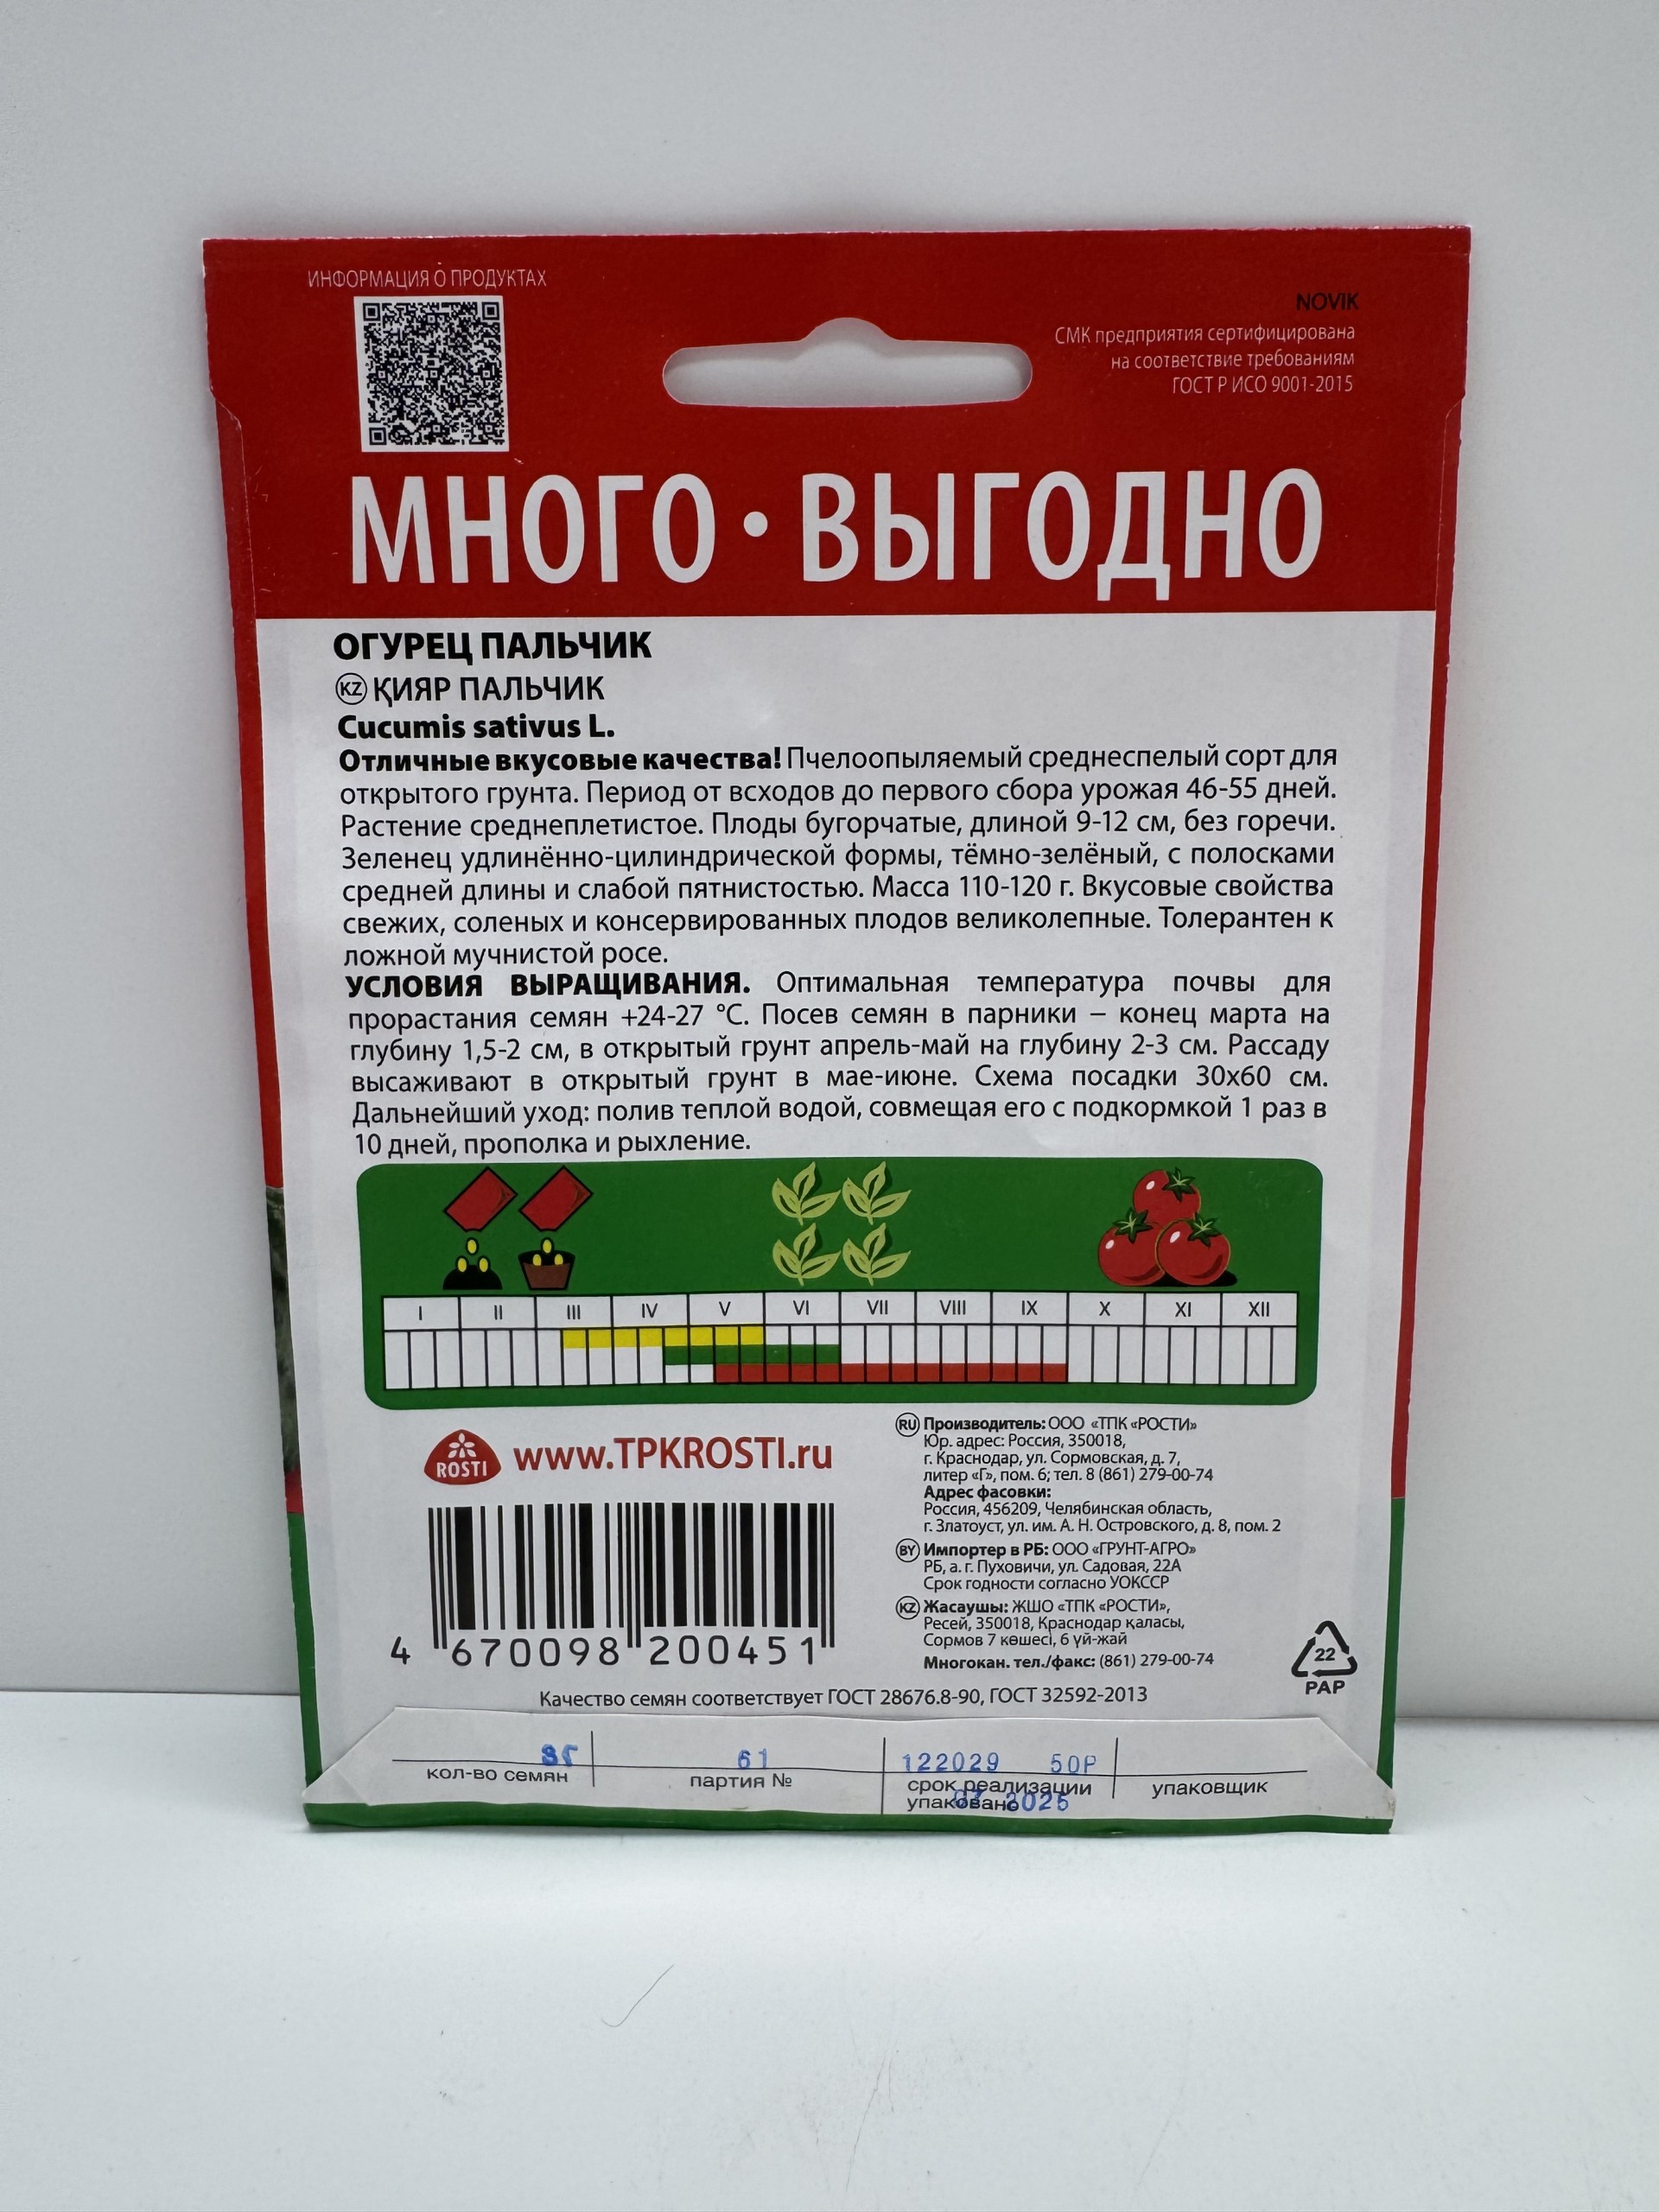 ИНФОРМАЦИЯ О ПРОДУКТАХ
NOVIK
СМК предприятия сертифицирована
на соответствие требованиям
ГОСТ Р ИСО 9001-2015
МНОГО · ВЫГОДНО
ОГУРЕЦ ПАЛЬЧИК
KZ ҚИЯР ПАЛЬЧИК
Cucumis sativus L.
Отличные вкусовые качества! Пчелоопыляемый среднеспелый сорт для
открытого грунта. Период от всходов до первого сбора урожая 46-55 дней.
Растение среднеплетистое. Плоды бугорчатые, длиной 9-12 см, без горечи.
Зеленец удлинённо-цилиндрической формы, тёмно-зелёный, с полосками
средней длины и слабой пятнистостью. Масса 110-120 г. Вкусовые свойства
свежих, соленых и консервированных плодов великолепные. Толерантен к
ложной мучнистой росе.
УСЛОВИЯ ВЫРАЩИВАНИЯ. Оптимальная температура почвы для
прорастания семян +24-27 °С. Посев семян в парники – конец марта на
глубину 1,5-2 см, в открытый грунт апрель-май на глубину 2-3 см. Рассаду
высаживают в открытый грунт в мае-июне. Схема посадки 30х60 см.
Дальнейший уход: полив теплой водой, совмещая его с подкормкой 1 раз в
10 дней, прополка и рыхление.
I II III IV V VI VII VIII IX X XI XII
ROSTI www.TPKROSTI.ru
4 670098 200451
RU Производитель: ООО «ТПК «РОСТИ»
Юр. адрес: Россия, 350018,
г. Краснодар, ул. Сормовская, д. 7,
литер «Г», пом. 6; тел. 8 (861) 279-00-74
Адрес фасовки:
Россия, 456209, Челябинская область,
г. Златоуст, ул. им. А. Н. Островского, д. 8, пом. 2
BY Импортер в РБ: ООО «ГРУНТ-АГРО»
РБ, а. г. Пуховичи, ул. Садовая, 22А
Срок годности согласно УОКССР
KZ Жасаушы: ЖШО «ТПК «РОСТИ»,
Ресей, 350018, Краснодар қаласы,
Сормов 7 көшесі, 6 үй-жай
Многокан. тел./факс: (861) 279-00-74
22
PAP
Качество семян соответствует ГОСТ 28676.8-90, ГОСТ 32592-2013
61 122029 50Р
кол-во семян партия № срок реализации упаковщик
упаковано 2025